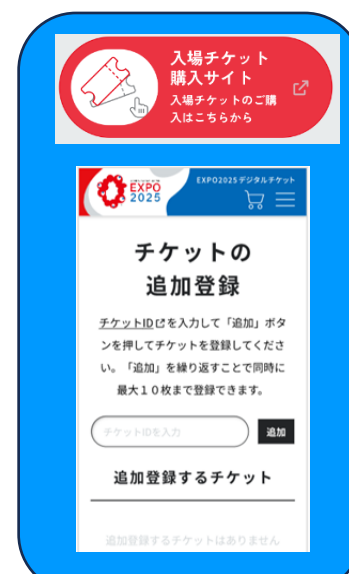 入場チケット
購入サイト
入場チケットのご購
入はこちらから
EXPO
2025
EXPO2025デジタルチケット
チケットの
追加登録
チケットIDを入力して「追加」ボタ
ンを押してチケットを登録してくださ
い。「追加」を繰り返すことで同時に
最大10枚まで登録できます。
チケットIDを入力
追加
追加登録するチケット
追加登録するチケットはありません